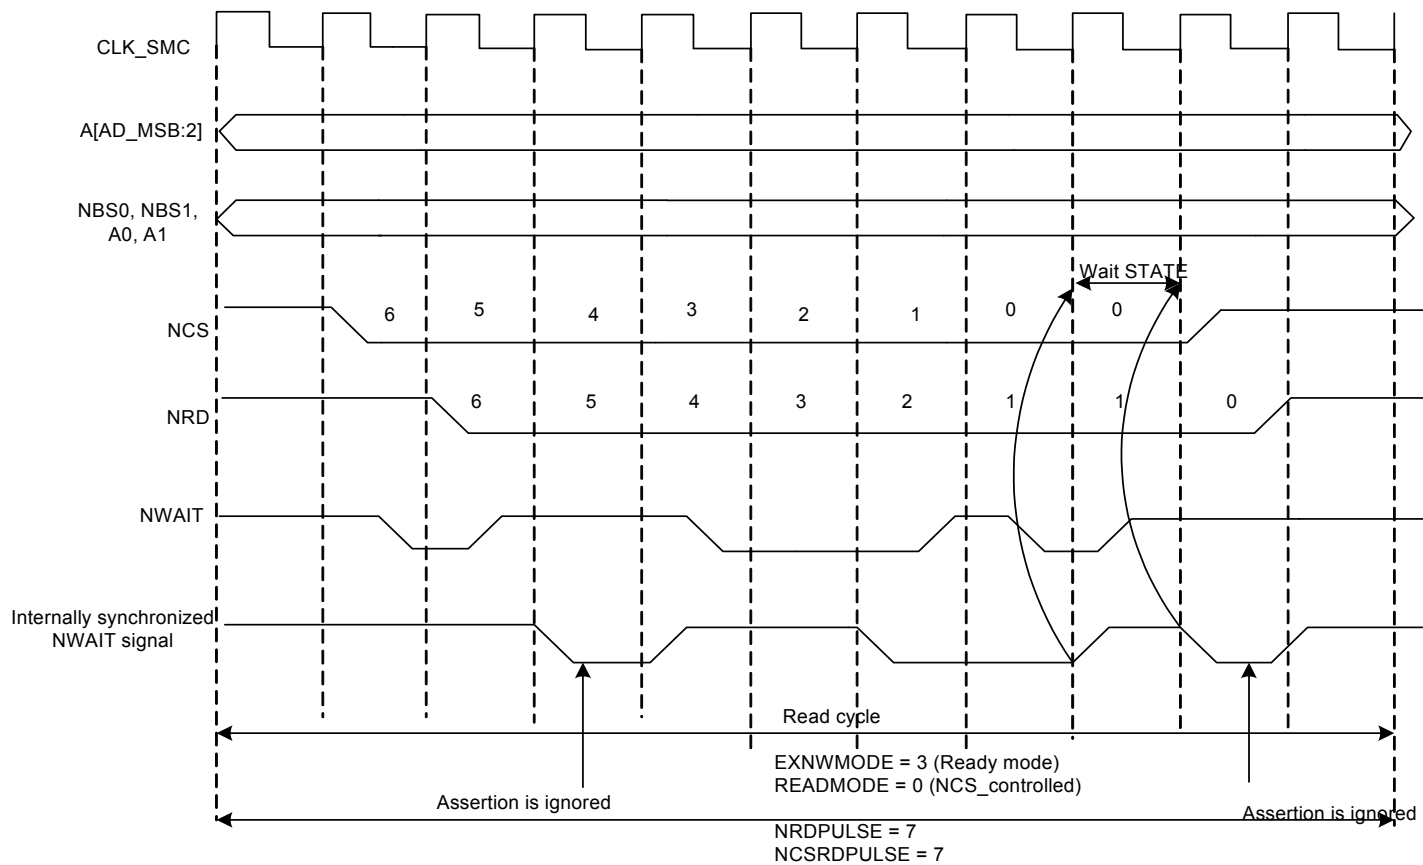 CLK_SMC
A[AD_MSB:2]
NBS0, NBS1,
A0, A1
Wait STATE
NCS
6 5 4 3 2 1 0 0
NRD
6 5 4 3 2 1 1 0
NWAIT
Internally synchronized
NWAIT signal
Read cycle
EXNWMODE = 3 (Ready mode)
READMODE = 0 (NCS_controlled)
Assertion is ignored
Assertion is ignored
NRDPULSE = 7
NCSRDPULSE = 7